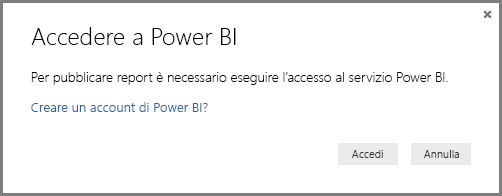 Accedere a Power BI
Per pubblicare report è necessario eseguire l'accesso al servizio Power BI.
Creare un account di Power BI?
Accedi
Annulla